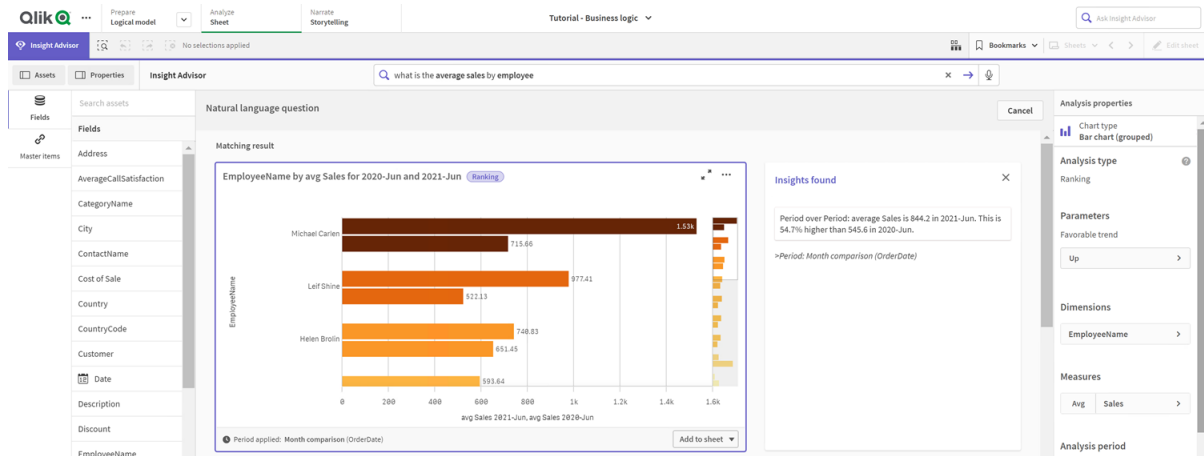 Qlik
Prepare
Logical model
Analyze
Sheet
Narrate
Storytelling
Tutorial - Business logic
Ask Insight Advisor
Insight Advisor
No selections applied
Bookmarks
Sheets
Edit sheet
Assets
Properties
Insight Advisor
what is the average sales by employee
Fields
Master items
Search assets
Fields
Address
AverageCallSatisfaction
CategoryName
City
ContactName
Cost of Sale
Country
CountryCode
Customer
Date
Description
Discount
EmployeeName
Natural language question
Cancel
Matching result
EmployeeName by avg Sales for 2020-Jun and 2021-Jun Ranking
EmployeeName
Michael Carlen
1.53k
715.66
Leif Shine
977.41
522.13
Helen Brolin
740.83
651.45
593.64
0 200 400 600 800 1k 1.2k 1.4k 1.6k
avg Sales 2021-Jun, avg Sales 2020-Jun
Period applied: Month comparison (OrderDate)
Add to sheet
Insights found
Period over Period: average Sales is 844.2 in 2021-Jun. This is
54.7% higher than 545.6 in 2020-Jun.
>Period: Month comparison (OrderDate)
Analysis properties
Chart type
Bar chart (grouped)
Analysis type
Ranking
Parameters
Favorable trend
Up
Dimensions
EmployeeName
Measures
Avg Sales
Analysis period